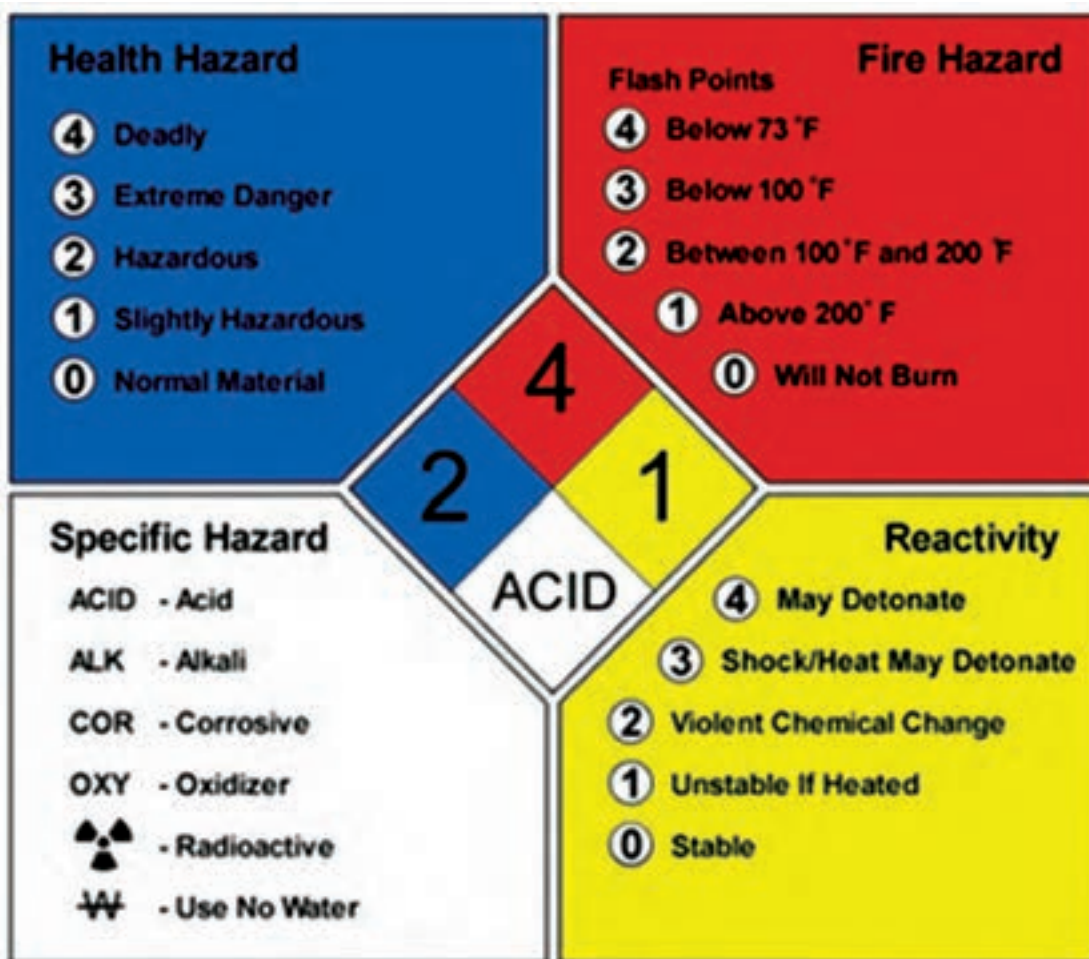 Health Hazard
4 Deadly
3 Extreme Danger
2 Hazardous
1 Slightly Hazardous
0 Normal Material
Fire Hazard
Flash Points
4 Below 73 °F
3 Below 100 °F
2 Between 100 °F and 200 °F
1 Above 200° F
0 Will Not Burn
4
2
1
ACID
Specific Hazard
ACID - Acid
ALK - Alkali
COR - Corrosive
OXY - Oxidizer
- Radioactive
W - Use No Water
Reactivity
4 May Detonate
3 Shock/Heat May Detonate
2 Violent Chemical Change
1 Unstable If Heated
0 Stable